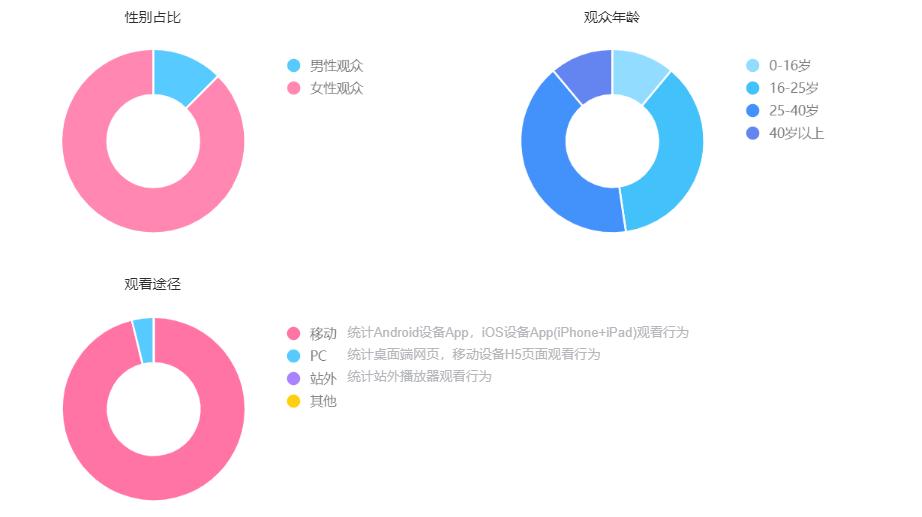 性别占比
男性观众
女性观众
观众年龄
0-16岁
16-25岁
25-40岁
40岁以上
观看途径
移动 统计Android设备App，iOS设备App(iPhone+iPad)观看行为
PC 统计桌面端网页，移动设备H5页面观看行为
站外 统计站外播放器观看行为
其他